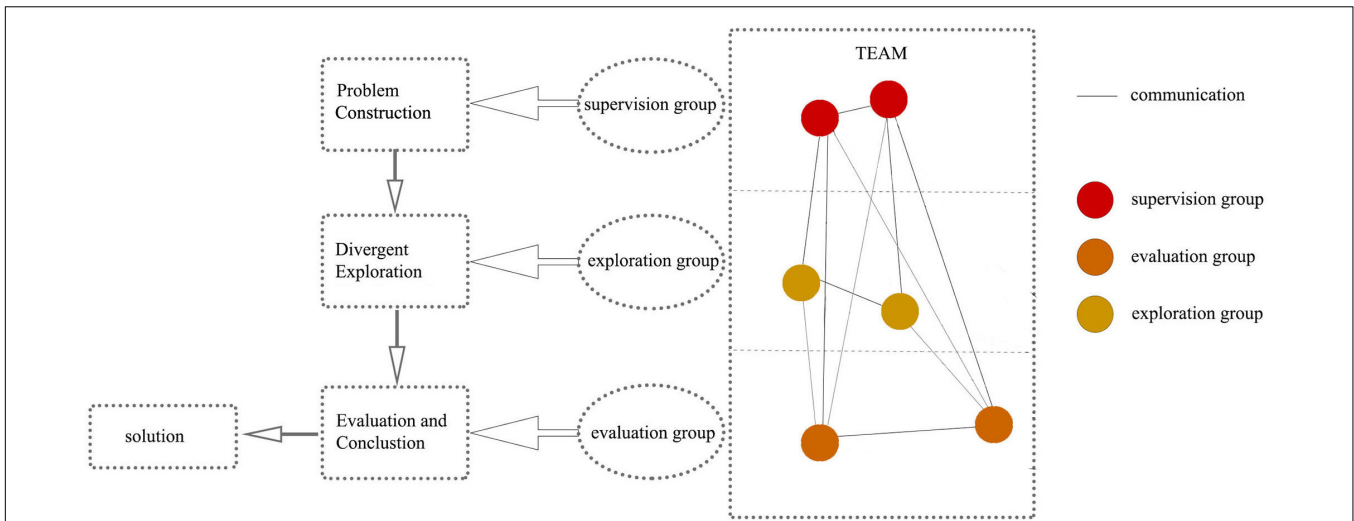 Problem
Construction
supervision group
Divergent
Exploration
exploration group
Evaluation and
Conclustion
evaluation group
solution
TEAM
communication
supervision group
evaluation group
exploration group